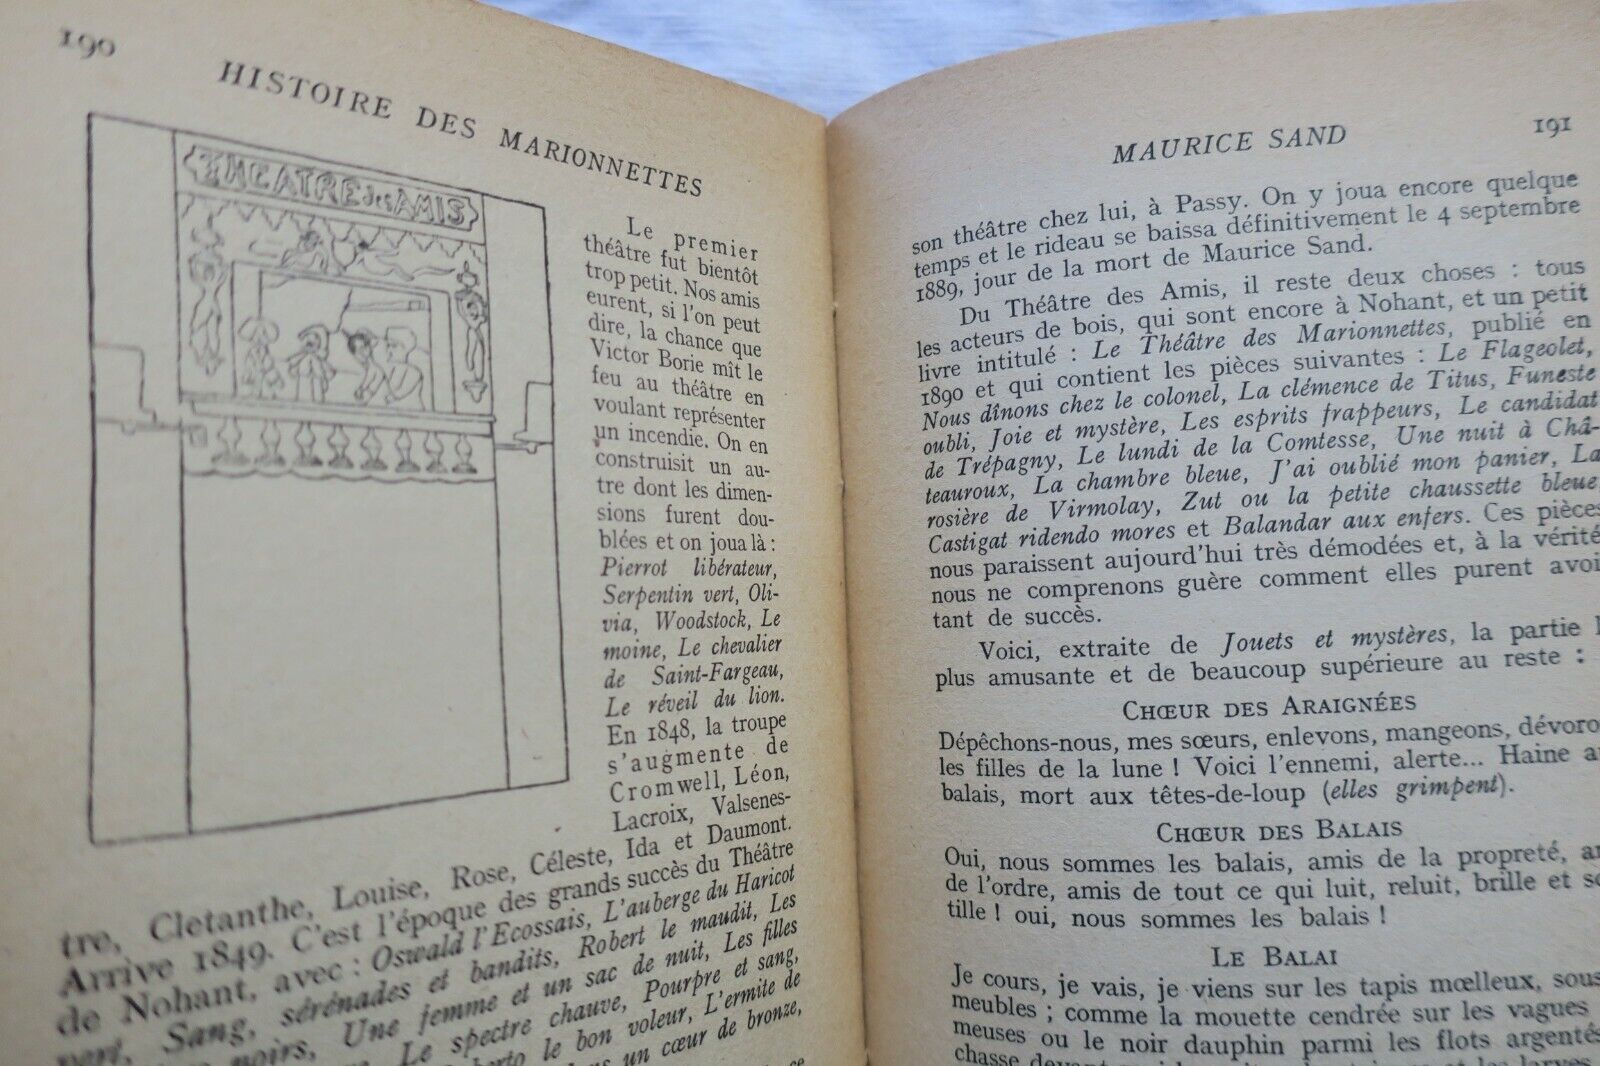 190
HISTOIRE DES MARIONNETTES
THEATRE des AMIS
Le premier
théâtre fut bientôt
trop petit. Nos amis
eurent, si l'on peut
dire, la chance que
Victor Borie mît le
feu au théâtre en
voulant représenter
un incendie. On en
construisit un au-
tre dont les dimen-
sions furent dou-
blées et on joua là :
Pierrot libérateur,
Serpentin vert, Oli-
via, Woodstock, Le
moine, Le chevalier
de Saint-Fargeau,
Le réveil du lion.
En 1848, la troupe
s'augmente de
Cromwell, Léon,
Lacroix, Valsenes-
tre, Cletanthe, Louise, Rose, Céleste, Ida et Daumont.
Arrive 1849. C'est l'époque des grands succès du Théâtre
de Nohant, avec : Oswald l'Ecossais, L'auberge du Haricot
vert, Sang, sérénades et bandits, Robert le maudit, Les
noirs, Une femme et un sac de nuit, Les filles
Le spectre chauve, Pourpre et sang,
le bon voleur, L'ermite de
un cœur de bronze,
MAURICE SAND
191
son théâtre chez lui, à Passy. On y joua encore quelque
temps et le rideau se baissa définitivement le 4 septembre
1889, jour de la mort de Maurice Sand.
Du Théâtre des Amis, il reste deux choses : tous
les acteurs de bois, qui sont encore à Nohant, et un petit
livre intitulé : Le Théâtre des Marionnettes, publié en
1890 et qui contient les pièces suivantes : Le Flageolet,
Nous dînons chez le colonel, La clémence de Titus, Funeste
oubli, Joie et mystère, Les esprits frappeurs, Le candidat
de Trépagny, Le lundi de la Comtesse, Une nuit à Châ-
teauroux, La chambre bleue, J'ai oublié mon panier, La
rosière de Virmolay, Zut ou la petite chaussette bleue,
Castigat ridendo mores et Balandar aux enfers. Ces pièces
nous paraissent aujourd'hui très démodées et, à la vérité
nous ne comprenons guère comment elles purent avoi
tant de succès.
Voici, extraite de Jouets et mystères, la partie l
plus amusante et de beaucoup supérieure au reste :
CHŒUR DES ARAIGNÉES
Dépêchons-nous, mes sœurs, enlevons, mangeons, dévoro
les filles de la lune ! Voici l'ennemi, alerte... Haine a
balais, mort aux têtes-de-loup (elles grimpent).
CHŒUR DES BALAIS
Oui, nous sommes les balais, amis de la propreté, a
de l'ordre, amis de tout ce qui luit, reluit, brille et sc
tille ! oui, nous sommes les balais !
LE BALAI
Je cours, je vais, je viens sur les tapis mœlleux, sous
meubles ; comme la mouette cendrée sur les vagues
meuses ou le noir dauphin parmi les flots argentés
chasse devant